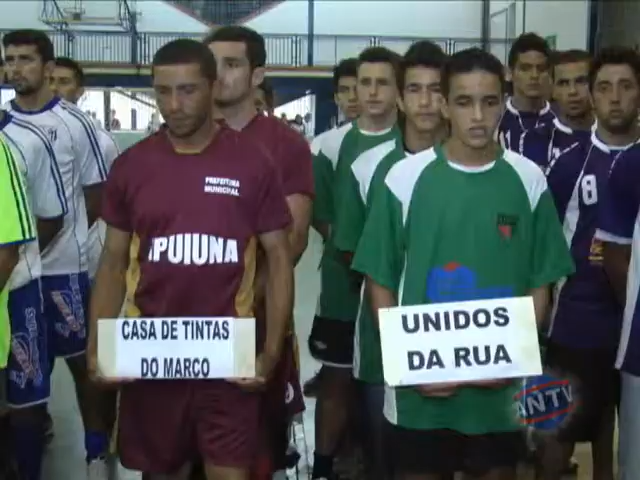 PREFEITURA
MUNICIPAL
IPUIUNA
CASA DE TINTAS
DO MARCO
UNIDOS
DA RUA
8
ANTV